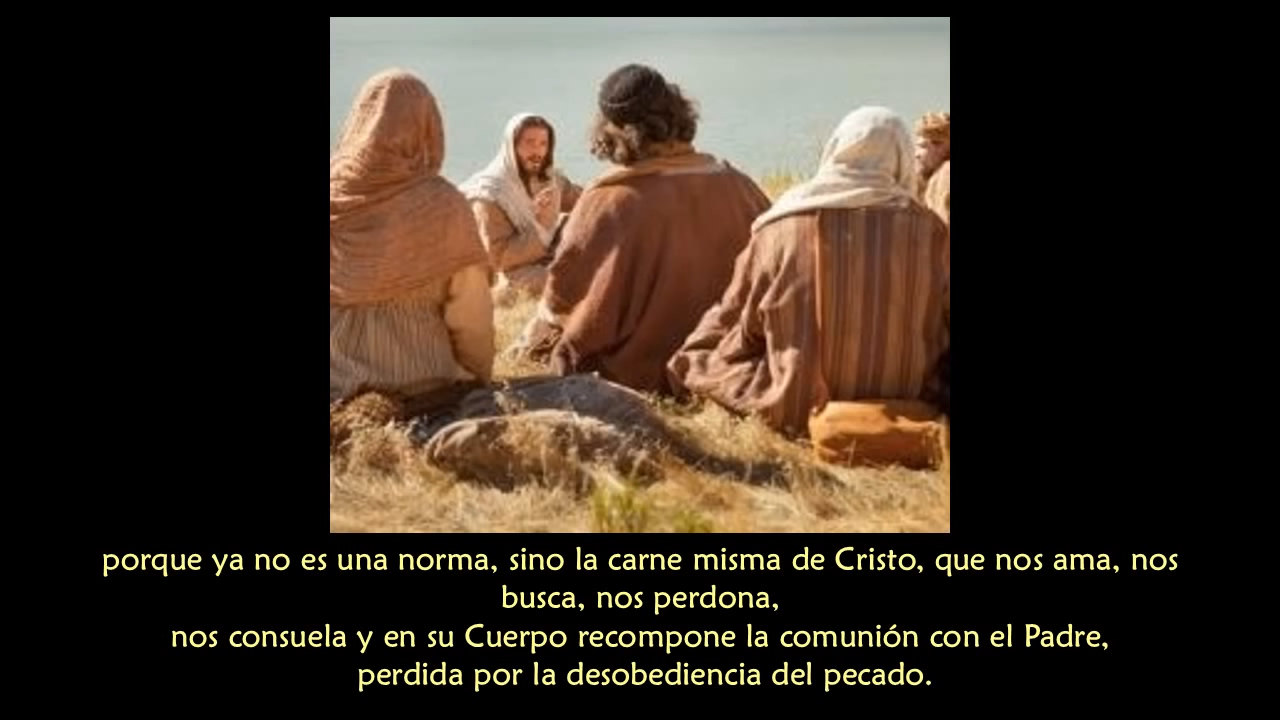 porque ya no es una norma, sino la carne misma de Cristo, que nos ama, nos
busca, nos perdona,
nos consuela y en su Cuerpo recompone la comunión con el Padre,
perdida por la desobediencia del pecado.